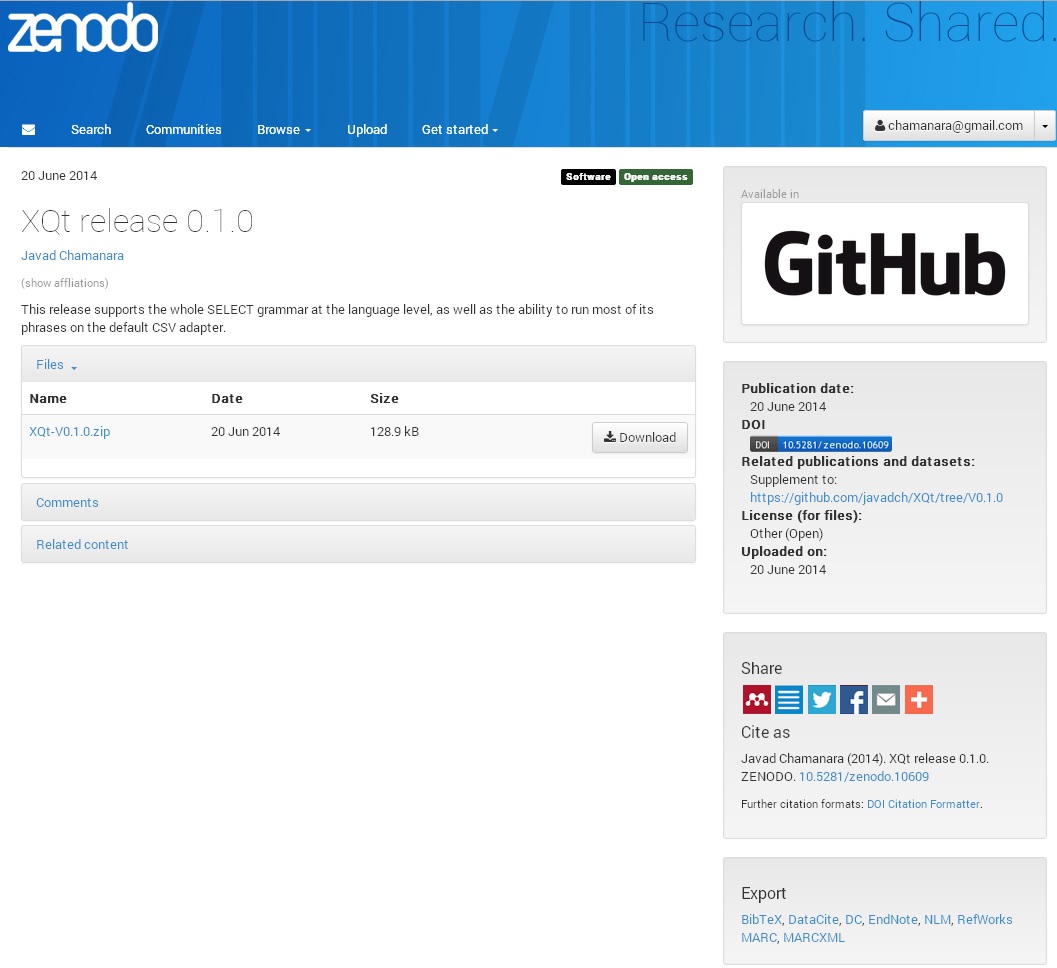 zenodo
Research. Shared.
Search Communities Browse Upload Get started
chamanara@gmail.com
20 June 2014
Software Open access
XQt release 0.1.0
Javad Chamanara
(show affliations)
This release supports the whole SELECT grammar at the language level, as well as the ability to run most of its
phrases on the default CSV adapter.
Files
Name Date Size
XQt-V0.1.0.zip 20 Jun 2014 128.9 kB Download
Comments
Related content
Available in
GitHub
Publication date:
20 June 2014
DOI
DOI 10.5281/zenodo.10609
Related publications and datasets:
Supplement to:
https://github.com/javadch/XQt/tree/V0.1.0
License (for files):
Other (Open)
Uploaded on:
20 June 2014
Share
Cite as
Javad Chamanara (2014). XQt release 0.1.0.
ZENODO. 10.5281/zenodo.10609
Further citation formats: DOI Citation Formatter.
Export
BibTeX, DataCite, DC, EndNote, NLM, RefWorks
MARC, MARCXML